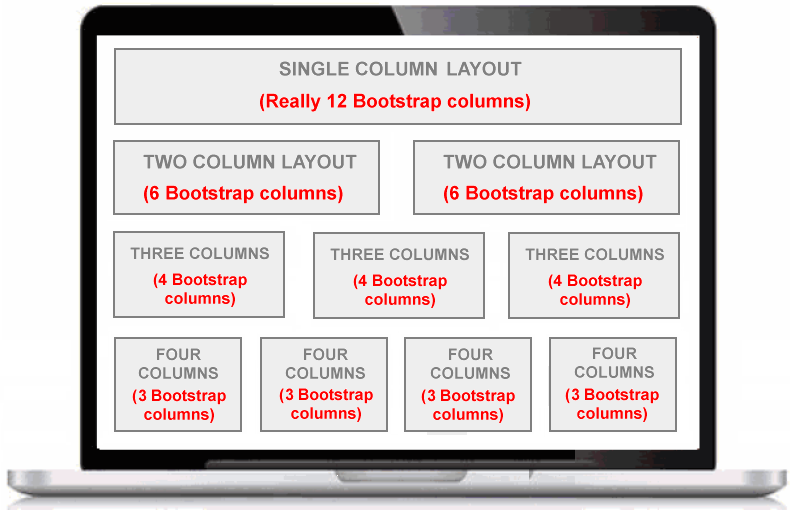 SINGLE COLUMN LAYOUT
(Really 12 Bootstrap columns)
TWO COLUMN LAYOUT
(6 Bootstrap columns)
TWO COLUMN LAYOUT
(6 Bootstrap columns)
THREE COLUMNS
(4 Bootstrap
columns)
THREE COLUMNS
(4 Bootstrap
columns)
THREE COLUMNS
(4 Bootstrap
columns)
FOUR
COLUMNS
(3 Bootstrap
columns)
FOUR
COLUMNS
(3 Bootstrap
columns)
FOUR
COLUMNS
(3 Bootstrap
columns)
FOUR
COLUMNS
(3 Bootstrap
columns)